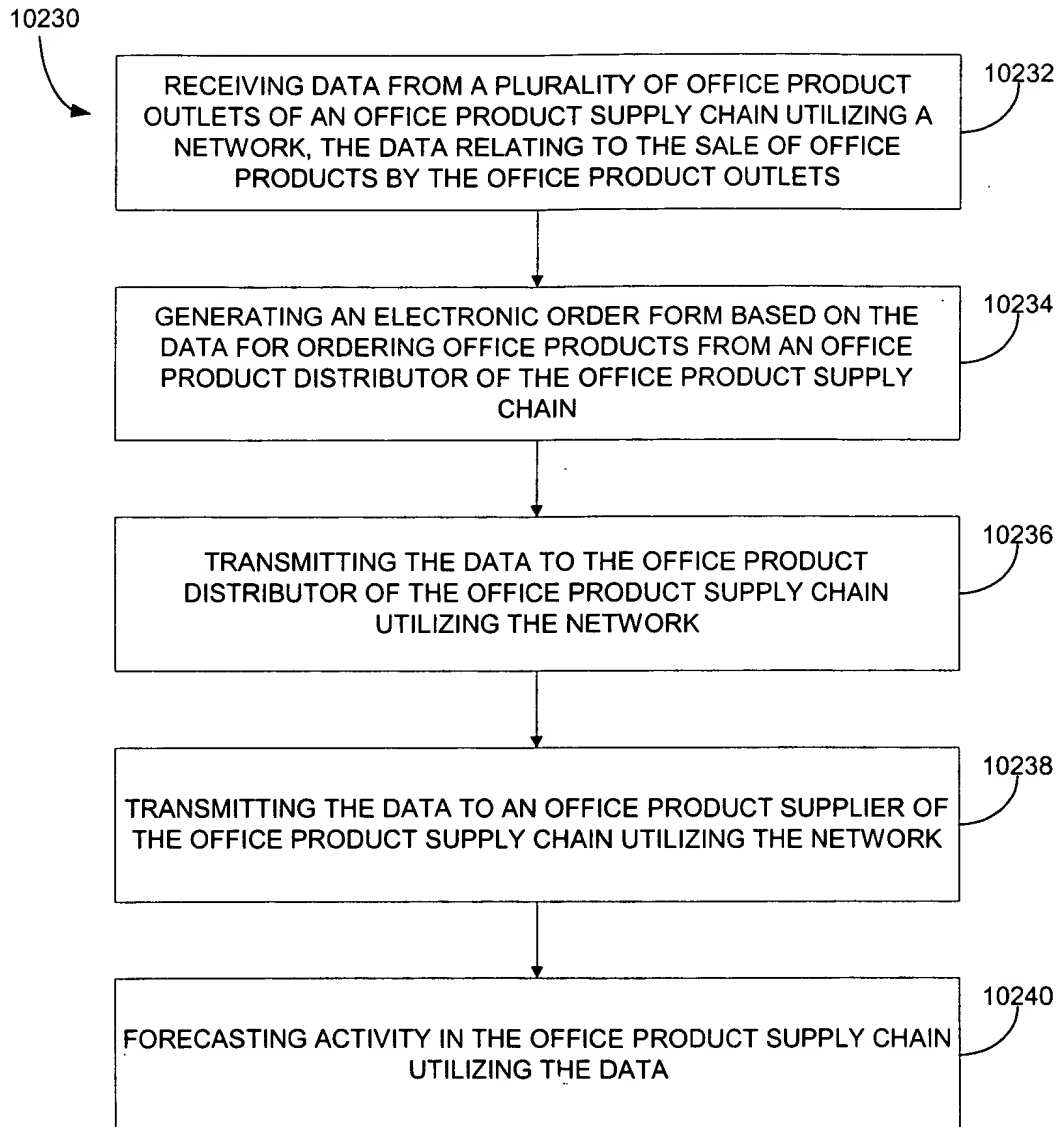 10230
RECEIVING DATA FROM A PLURALITY OF OFFICE PRODUCT
OUTLETS OF AN OFFICE PRODUCT SUPPLY CHAIN UTILIZING A
NETWORK, THE DATA RELATING TO THE SALE OF OFFICE
PRODUCTS BY THE OFFICE PRODUCT OUTLETS
10232
GENERATING AN ELECTRONIC ORDER FORM BASED ON THE
DATA FOR ORDERING OFFICE PRODUCTS FROM AN OFFICE
PRODUCT DISTRIBUTOR OF THE OFFICE PRODUCT SUPPLY
CHAIN
10234
TRANSMITTING THE DATA TO THE OFFICE PRODUCT
DISTRIBUTOR OF THE OFFICE PRODUCT SUPPLY CHAIN
UTILIZING THE NETWORK
10236
TRANSMITTING THE DATA TO AN OFFICE PRODUCT SUPPLIER OF
THE OFFICE PRODUCT SUPPLY CHAIN UTILIZING THE NETWORK
10238
FORECASTING ACTIVITY IN THE OFFICE PRODUCT SUPPLY CHAIN
UTILIZING THE DATA
10240